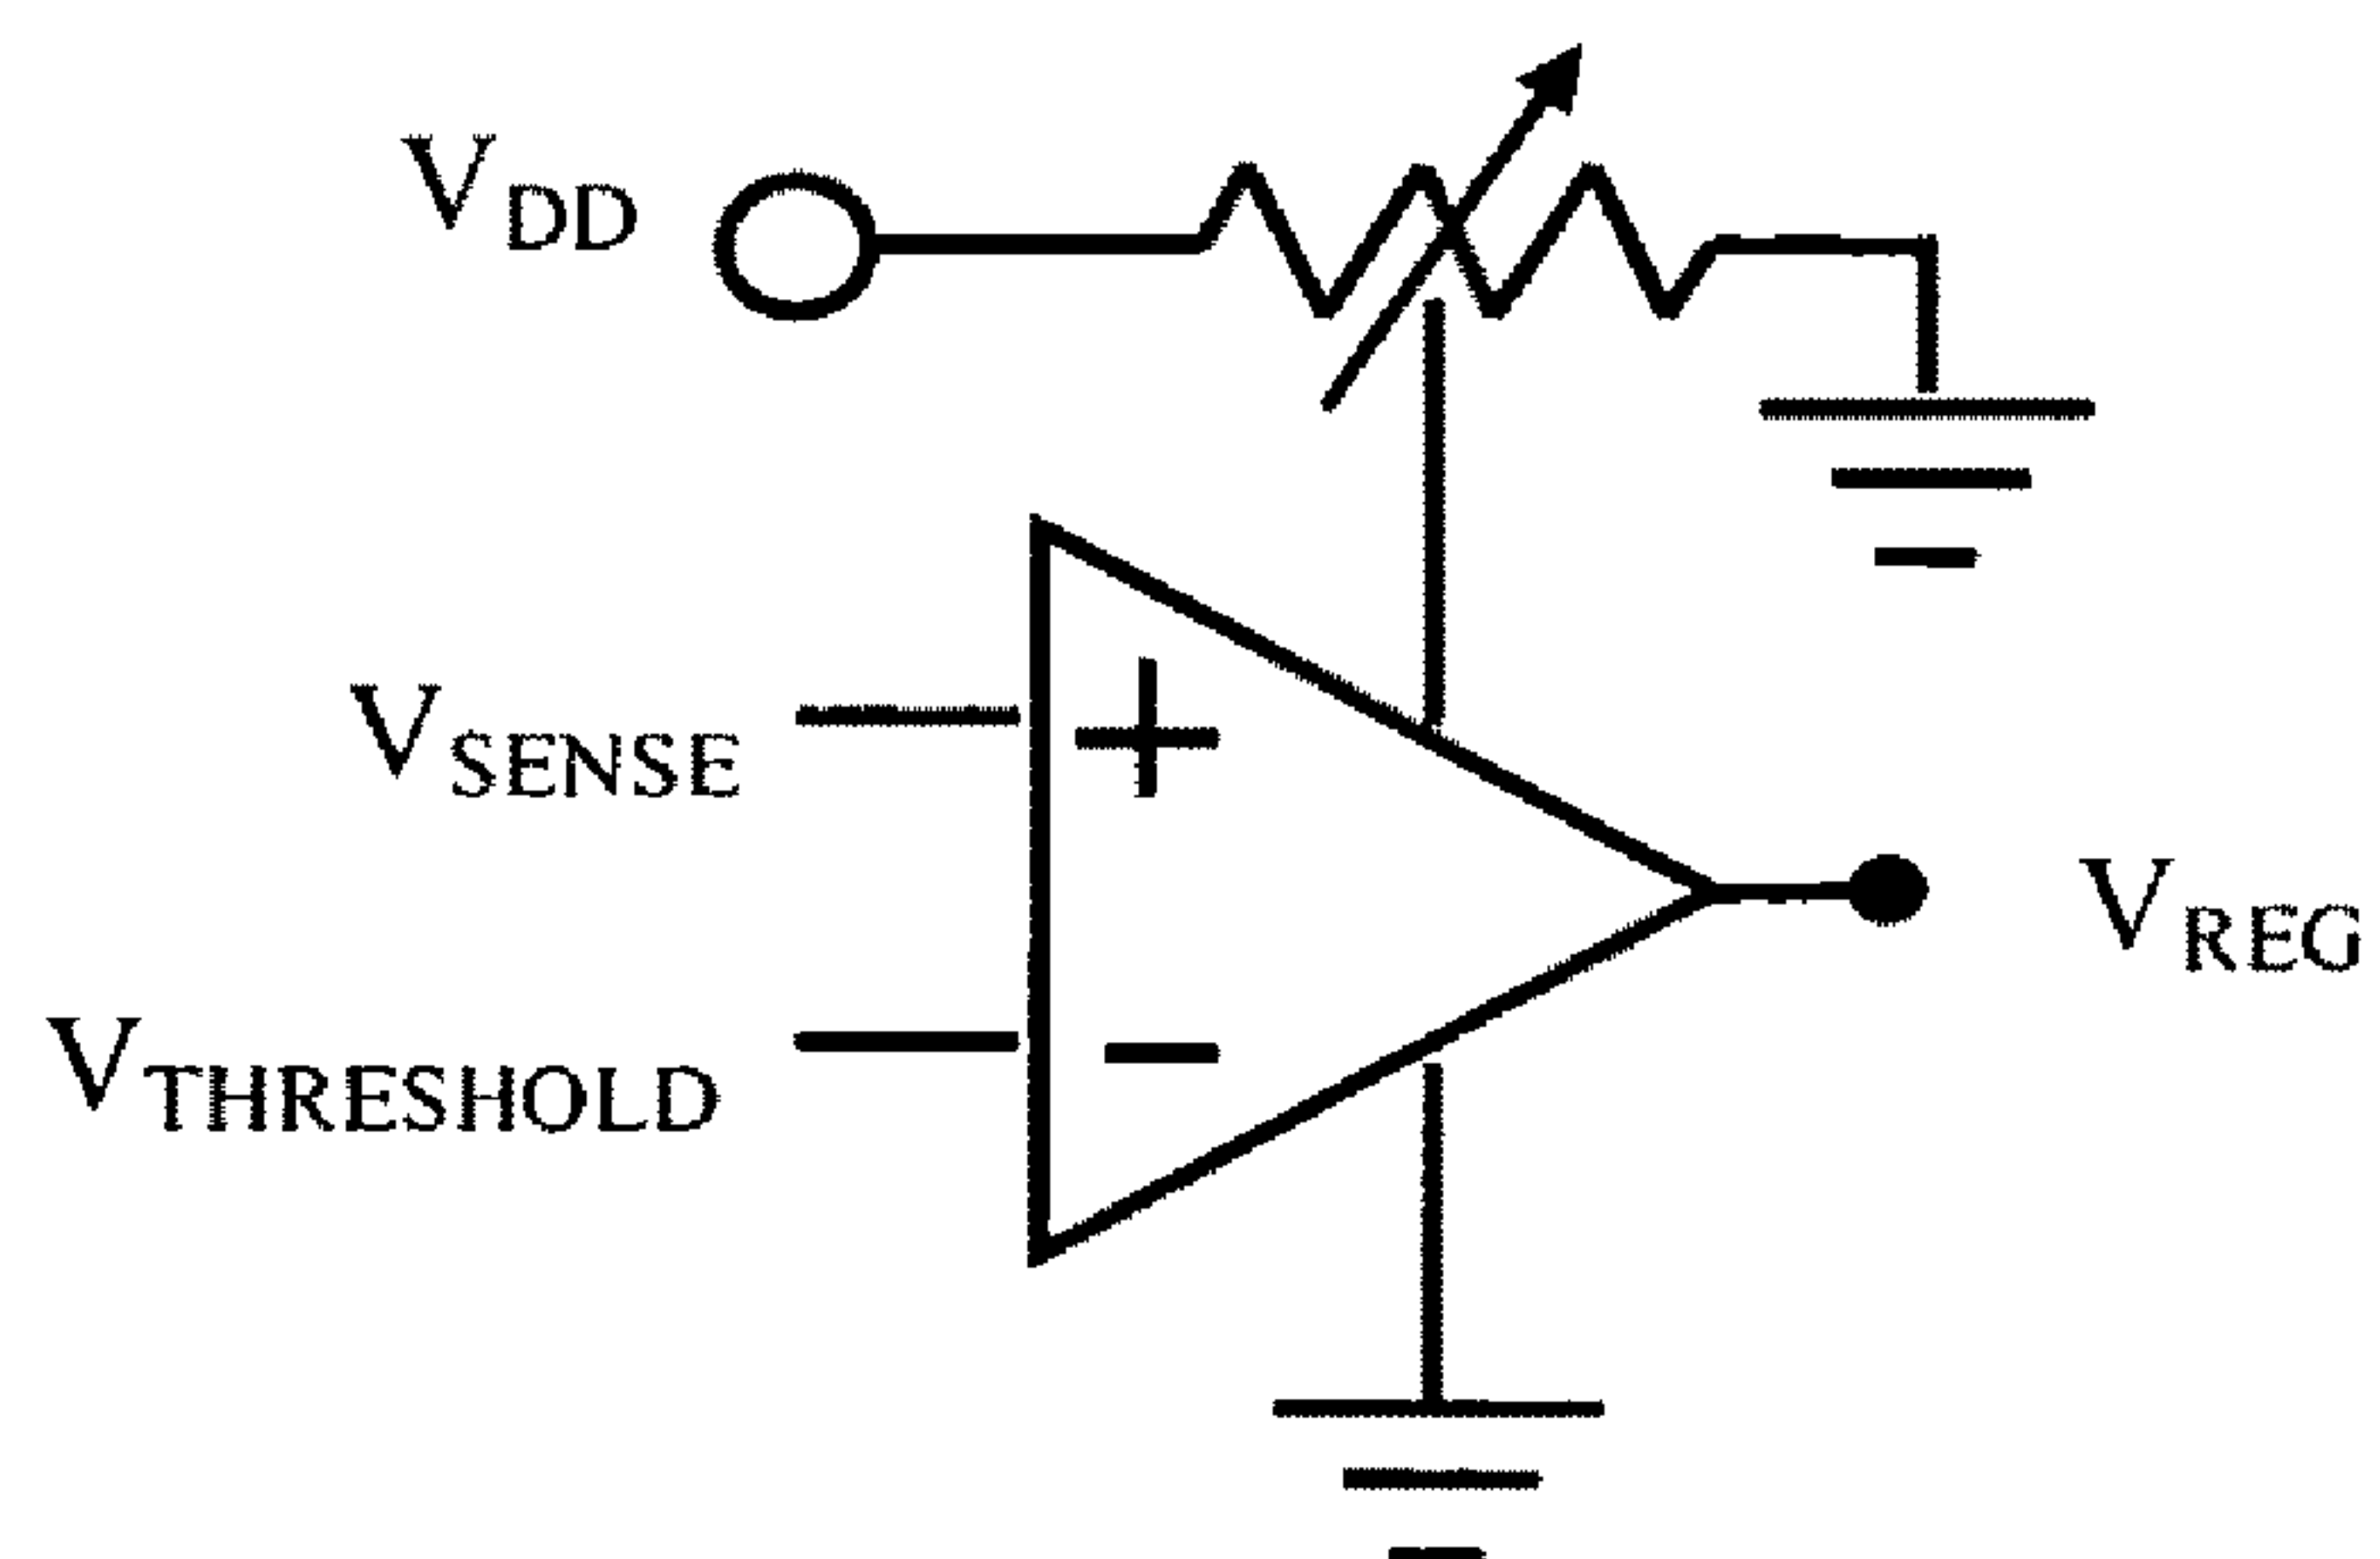 VDD
VSENSE
+
VREG
VTHRESHOLD
−